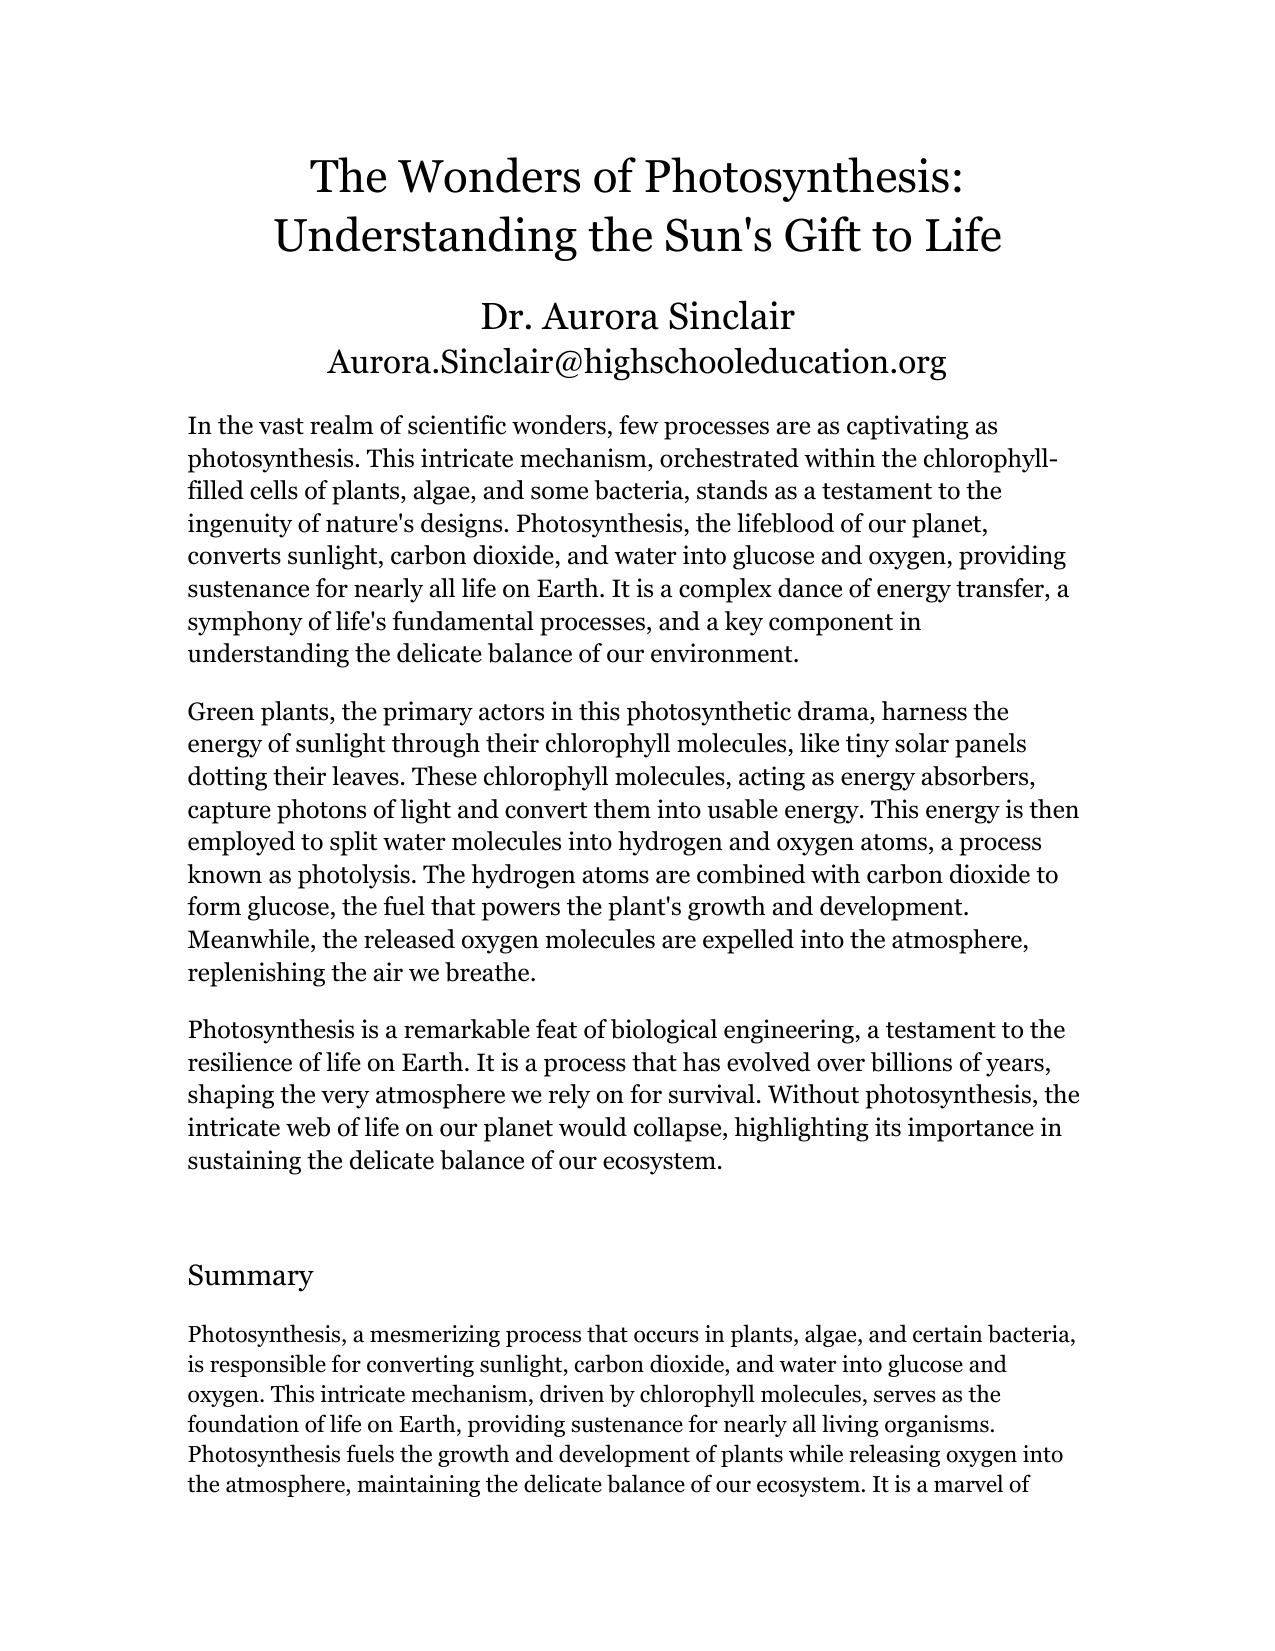 The Wonders of Photosynthesis:
Understanding the Sun's Gift to Life
Dr. Aurora Sinclair
Aurora.Sinclair@highschooleducation.org
In the vast realm of scientific wonders, few processes are as captivating as
photosynthesis. This intricate mechanism, orchestrated within the chlorophyll-
filled cells of plants, algae, and some bacteria, stands as a testament to the
ingenuity of nature's designs. Photosynthesis, the lifeblood of our planet,
converts sunlight, carbon dioxide, and water into glucose and oxygen, providing
sustenance for nearly all life on Earth. It is a complex dance of energy transfer, a
symphony of life's fundamental processes, and a key component in
understanding the delicate balance of our environment.
Green plants, the primary actors in this photosynthetic drama, harness the
energy of sunlight through their chlorophyll molecules, like tiny solar panels
dotting their leaves. These chlorophyll molecules, acting as energy absorbers,
capture photons of light and convert them into usable energy. This energy is then
employed to split water molecules into hydrogen and oxygen atoms, a process
known as photolysis. The hydrogen atoms are combined with carbon dioxide to
form glucose, the fuel that powers the plant's growth and development.
Meanwhile, the released oxygen molecules are expelled into the atmosphere,
replenishing the air we breathe.
Photosynthesis is a remarkable feat of biological engineering, a testament to the
resilience of life on Earth. It is a process that has evolved over billions of years,
shaping the very atmosphere we rely on for survival. Without photosynthesis, the
intricate web of life on our planet would collapse, highlighting its importance in
sustaining the delicate balance of our ecosystem.
Summary
Photosynthesis, a mesmerizing process that occurs in plants, algae, and certain bacteria,
is responsible for converting sunlight, carbon dioxide, and water into glucose and
oxygen. This intricate mechanism, driven by chlorophyll molecules, serves as the
foundation of life on Earth, providing sustenance for nearly all living organisms.
Photosynthesis fuels the growth and development of plants while releasing oxygen into
the atmosphere, maintaining the delicate balance of our ecosystem. It is a marvel of